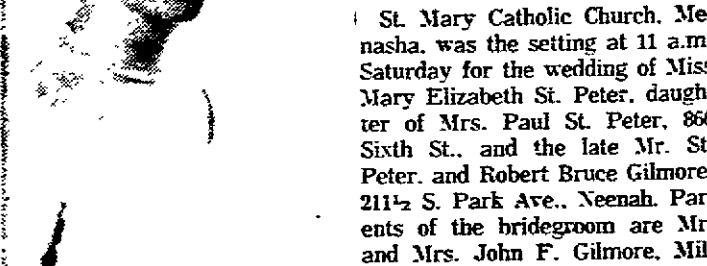 St. Mary Catholic Church, Me
nasha, was the setting at 11 a.m
Saturday for the wedding of Miss
Mary Elizabeth St. Peter, daugh
ter of Mrs. Paul St. Peter, 866
Sixth St., and the late Mr. St
Peter, and Robert Bruce Gilmore
211½ S. Park Ave., Neenah. Par
ents of the bridegroom are Mr
and Mrs. John F. Gilmore, Mil